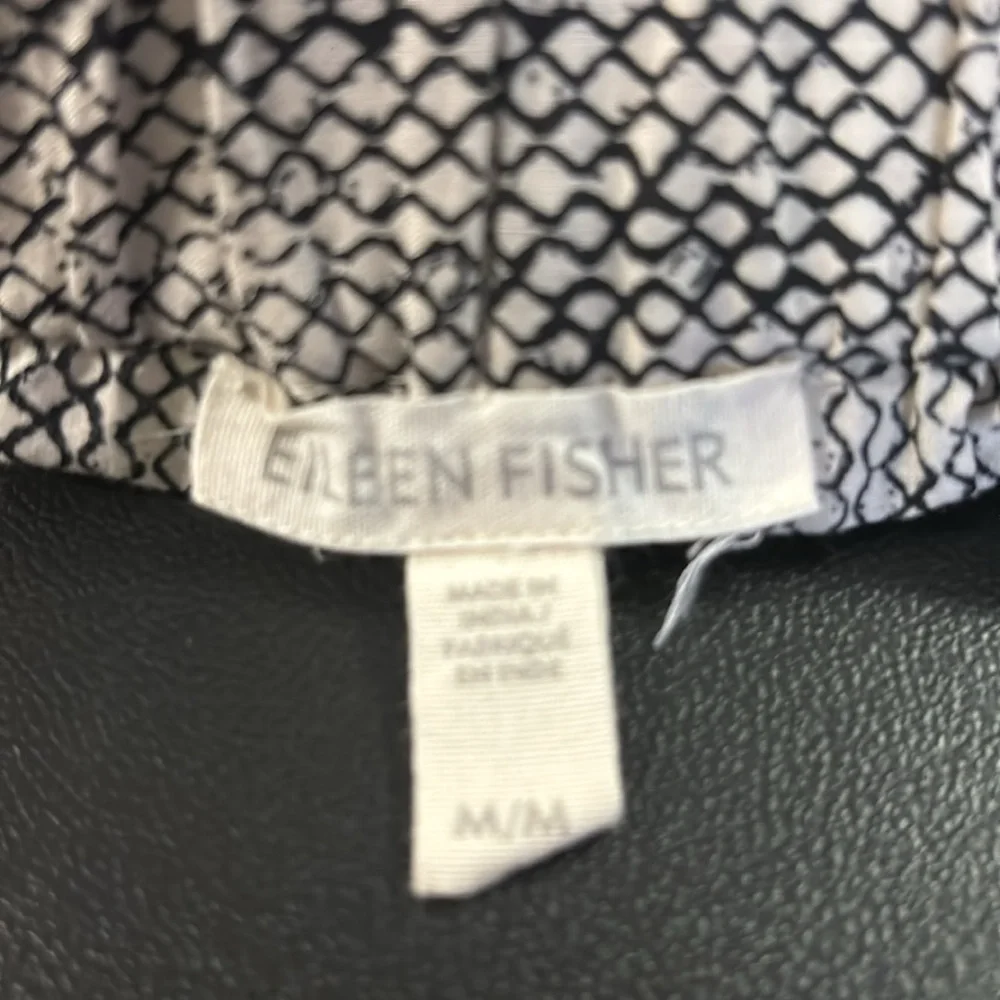 EILEEN FISHER
MADE IN
INDIA/
FABRIQUÉ
EN INDE
M/M